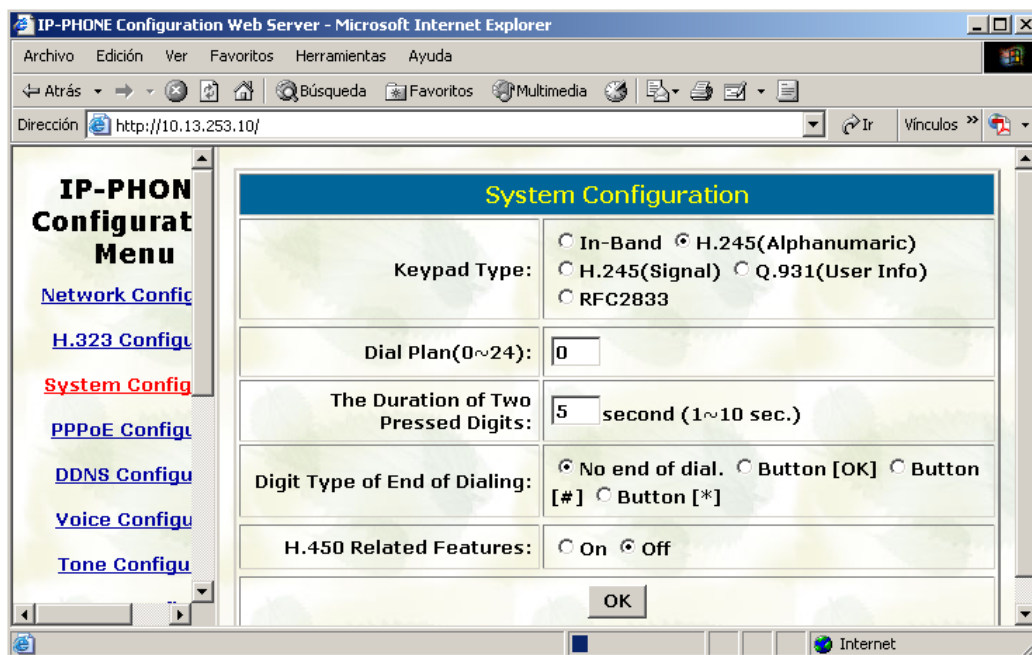 IP-PHONE Configuration Web Server - Microsoft Internet Explorer
Archivo Edición Ver Favoritos Herramientas Ayuda
Atrás Búsqueda Favoritos Multimedia
Dirección http://10.13.253.10/ Ir Vínculos »
IP-PHON
Configurat
Menu
Network Config
H.323 Configu
System Config
PPPoE Configu
DDNS Configu
Voice Configu
Tone Configu
System Configuration
Keypad Type:
In-Band H.245(Alphanumaric)
H.245(Signal) Q.931(User Info)
RFC2833
Dial Plan(0~24): 0
The Duration of Two
Pressed Digits:
5 second (1~10 sec.)
Digit Type of End of Dialing:
No end of dial. Button [OK] Button
[#] Button [*]
H.450 Related Features: On Off
OK
Internet